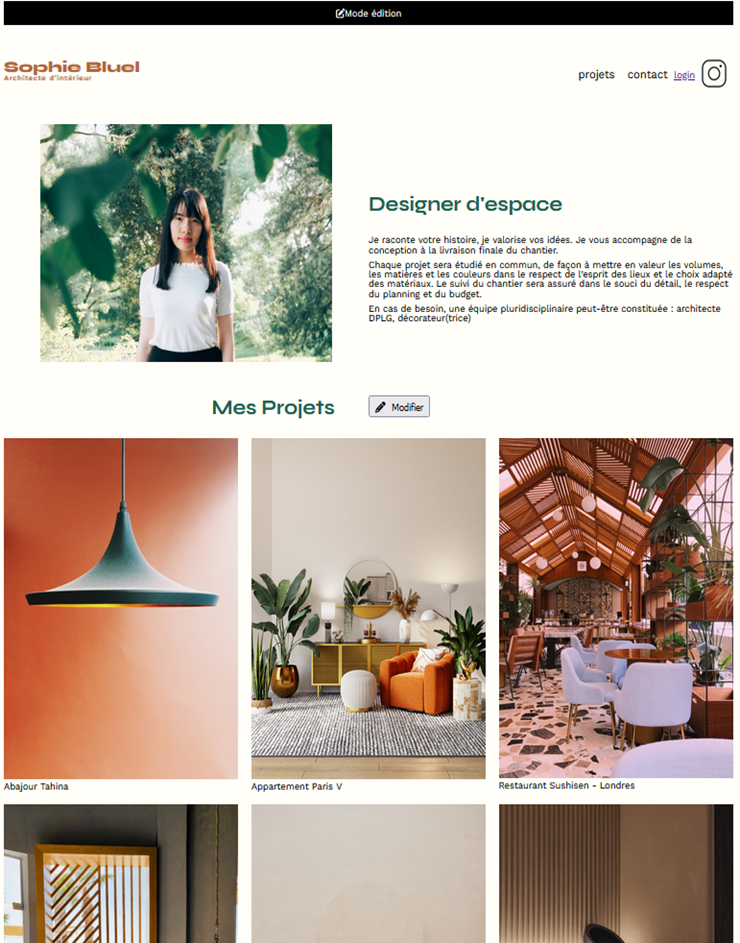 Mode édition
Sophie Bluel
Architecte d'intérieur
projets contact login
Designer d'espace
Je raconte votre histoire, je valorise vos idées. Je vous accompagne de la
conception à la livraison finale du chantier.
Chaque projet sera étudié en commun, de façon à mettre en valeur les volumes,
les matières et les couleurs dans le respect de l'esprit des lieux et le choix adapté
des matériaux. Le suivi du chantier sera assuré dans le souci du détail, le respect
du planning et du budget.
En cas de besoin, une équipe pluridisciplinaire peut-être constituée : architecte
DPLG, décorateur(trice)
Mes Projets
Modifier
Abajour Tahina
Appartement Paris V
Restaurant Sushisen - Londres